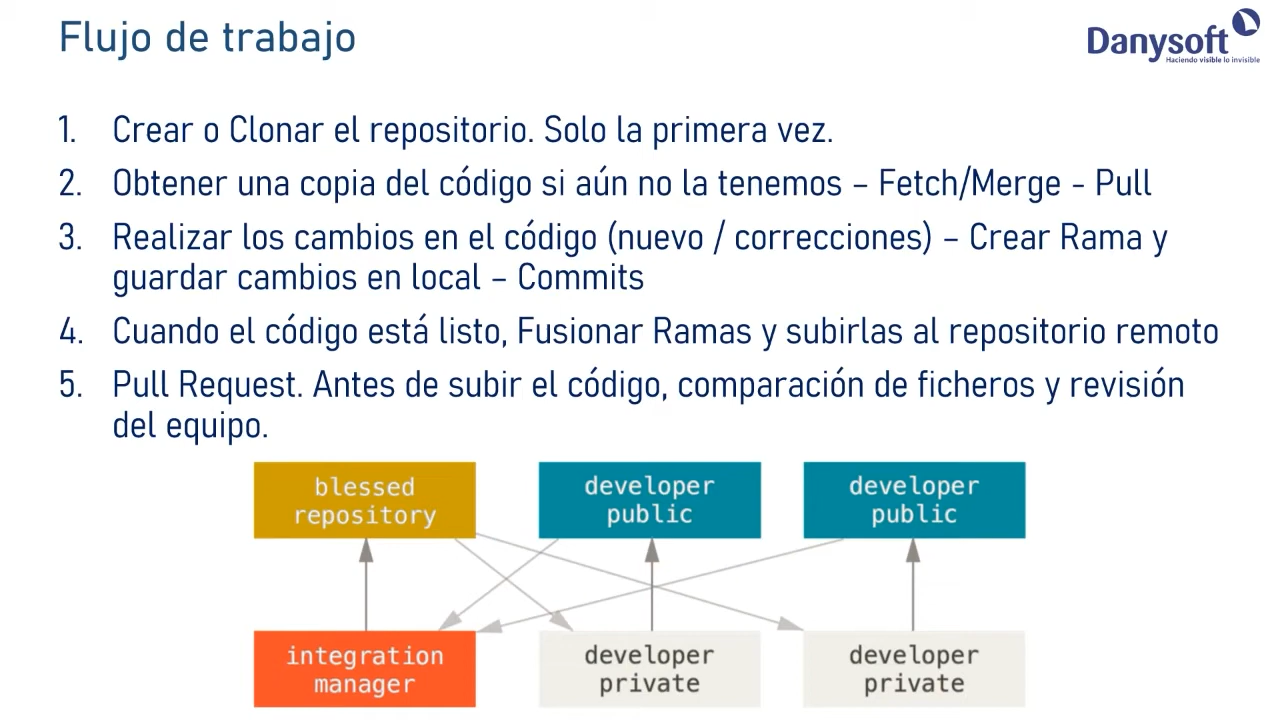 Flujo de trabajo
Danysoft
Haciendo visible lo invisible
1. Crear o Clonar el repositorio. Solo la primera vez.
2. Obtener una copia del código si aún no la tenemos – Fetch/Merge - Pull
3. Realizar los cambios en el código (nuevo / correcciones) – Crear Rama y
guardar cambios en local – Commits
4. Cuando el código está listo, Fusionar Ramas y subirlas al repositorio remoto
5. Pull Request. Antes de subir el código, comparación de ficheros y revisión
del equipo.
blessed
repository
developer
public
developer
public
integration
manager
developer
private
developer
private